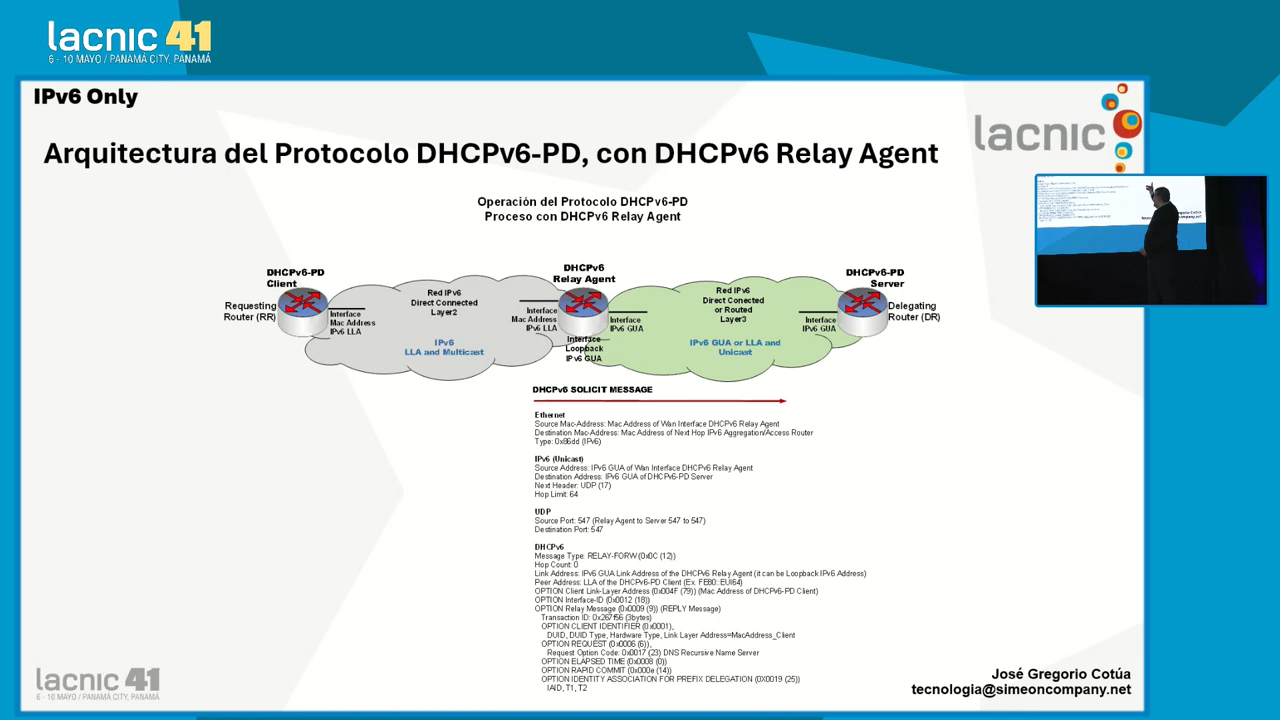 lacnic 41
6 - 10 MAYO / PANAMÁ CITY, PANAMÁ
IPv6 Only
lacnic
Arquitectura del Protocolo DHCPv6-PD, con DHCPv6 Relay Agent
Operación del Protocolo DHCPv6-PD
Proceso con DHCPv6 Relay Agent
DHCPv6-PD
Client
Requesting
Router (RR)
Interface
Mac Address
IPv6 LLA
Red IPv6
Direct Connected
Layer2
IPv6
LLA and Multicast
DHCPv6
Relay Agent
Interface
Mac Address
IPv6 LLA
Interface
IPv6 GUA
Interface
Loopback
IPv6 GUA
Red IPv6
Direct Conected
or Routed
Layer3
IPv6 GUA or LLA and
Unicast
DHCPv6-PD
Server
Interface
IPv6 GUA
Delegating
Router (DR)
DHCPv6 SOLICIT MESSAGE
Ethernet
Source Mac-Address: Mac Address of Wan Interface DHCPv6 Relay Agent
Destination Mac-Address: Mac Address of Next Hop IPv6 Aggregation/Access Router
Type: 0x86dd (IPv6)
IPv6 (Unicast)
Source Address: IPv6 GUA of Wan Interface DHCPv6 Relay Agent
Destination Address: IPv6 GUA of DHCPv6-PD Server
Next Header: UDP (17)
Hop Limit: 64
UDP
Source Port: 547 (Relay Agent to Server 547 to 547)
Destination Port: 547
DHCPv6
Message Type: RELAY-FORW (0x0C (12))
Hop Count: 0
Link Address: IPv6 GUA Link Address of the DHCPv6 Relay Agent (it can be Loopback IPv6 Address)
Peer Address: LLA of the DHCPv6-PD Client (Ex. FE80::EUI64)
OPTION Client Link-Layer Address (0x004F (79)) (Mac Address of DHCPv6-PD Client)
OPTION Interface-ID (0x0012 (18))
OPTION Relay Message (0x0009 (9)) (REPLY Message)
Transaction ID: 0x267f56 (3bytes)
OPTION CLIENT IDENTIFIER (0x0001),
DUID, DUID Type, Hardware Type, Link Layer Address=MacAddress_Client
OPTION REQUEST (0x0006 (6)),
Request Option Code: 0x0017 (23) DNS Recursive Name Server
OPTION ELAPSED TIME (0x0008 (0))
OPTION RAPID COMMIT (0x000e (14))
OPTION IDENTITY ASSOCIATION FOR PREFIX DELEGATION (0X0019 (25))
IAID, T1, T2
lacnic 41
6 - 10 MAYO / PANAMÁ CITY, PANAMÁ
José Gregorio Cotúa
tecnologia@simeoncompany.net